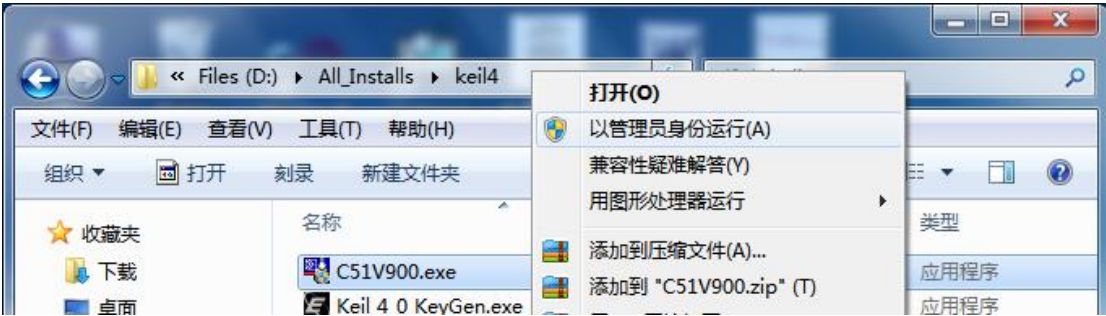 « Files (D:) ▸ All_Installs ▸ keil4
打开(O)
文件(F) 编辑(E) 查看(V) 工具(T) 帮助(H)
以管理员身份运行(A)
兼容性疑难解答(Y)
组织 打开 刻录 新建文件夹
用图形处理器运行
收藏夹
名称
类型
添加到压缩文件(A)...
下载
C51V900.exe
应用程序
添加到 "C51V900.zip" (T)
桌面
Keil 4 0 KeyGen.exe
应用程序